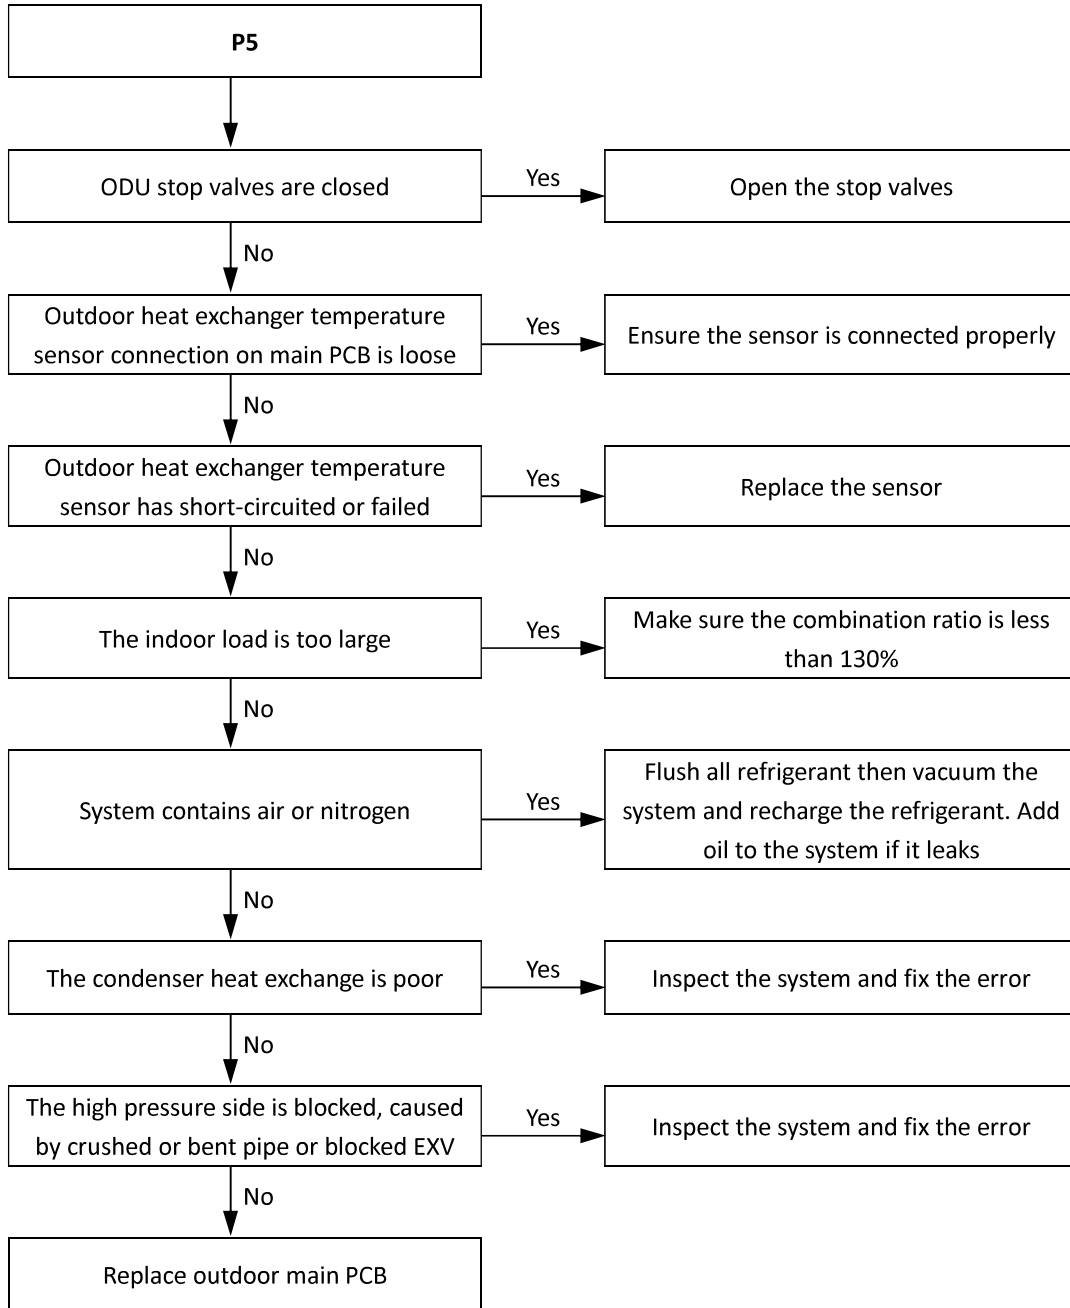 P5
ODU stop valves are closed
Yes
Open the stop valves
No
Outdoor heat exchanger temperature
sensor connection on main PCB is loose
Yes
Ensure the sensor is connected properly
No
Outdoor heat exchanger temperature
sensor has short-circuited or failed
Yes
Replace the sensor
No
The indoor load is too large
Yes
Make sure the combination ratio is less
than 130%
No
System contains air or nitrogen
Yes
Flush all refrigerant then vacuum the
system and recharge the refrigerant. Add
oil to the system if it leaks
No
The condenser heat exchange is poor
Yes
Inspect the system and fix the error
No
The high pressure side is blocked, caused
by crushed or bent pipe or blocked EXV
Yes
Inspect the system and fix the error
No
Replace outdoor main PCB